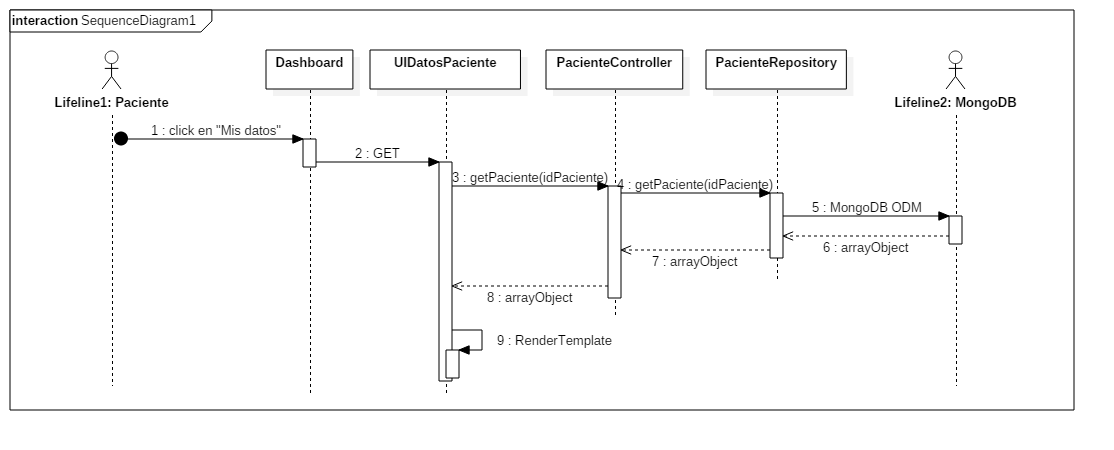 interaction SequenceDiagram1
Dashboard
UIDatosPaciente
PacienteController
PacienteRepository
Lifeline1: Paciente
Lifeline2: MongoDB
1 : click en "Mis datos"
2 : GET
3 : getPaciente(idPaciente)
4 : getPaciente(idPaciente)
5 : MongoDB ODM
6 : arrayObject
7 : arrayObject
8 : arrayObject
9 : RenderTemplate